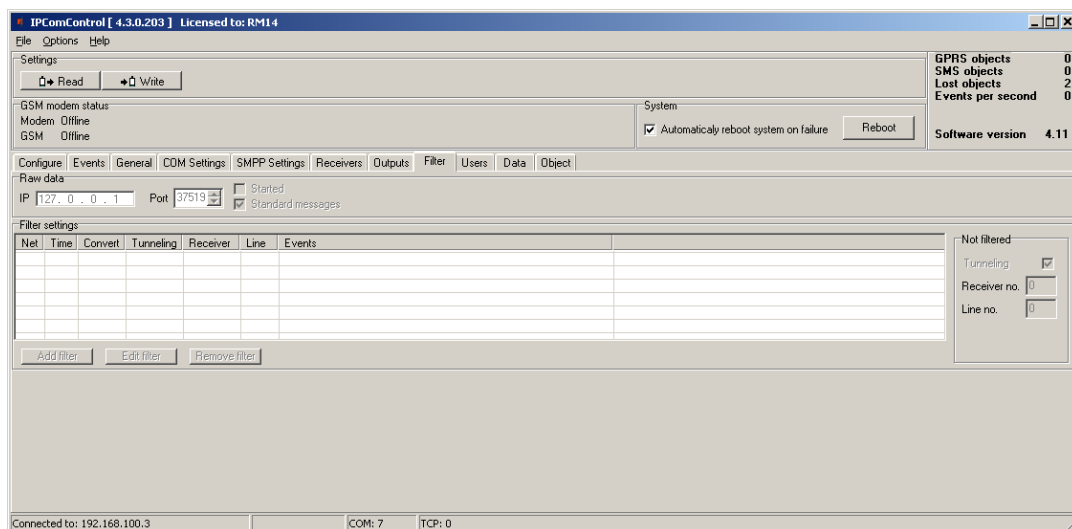 IPComControl [ 4.3.0.203 ] Licensed to: RM14
File Options Help
Settings
Read Write
GPRS objects 0
SMS objects 0
Lost objects 2
Events per second 0
Software version 4.11
GSM modem status
Modem Offline
GSM Offline
System
Automaticaly reboot system on failure Reboot
Configure Events General COM Settings SMPP Settings Receivers Outputs Filter Users Data Object
Raw data
IP 127. 0 . 0 . 1 Port 37519 Started
Standard messages
Filter settings
Net Time Convert Tunneling Receiver Line Events
Not filtered
Tunneling
Receiver no. 0
Line no. 0
Add filter Edit filter Remove filter
Connected to: 192.168.100.3 COM: 7 TCP: 0